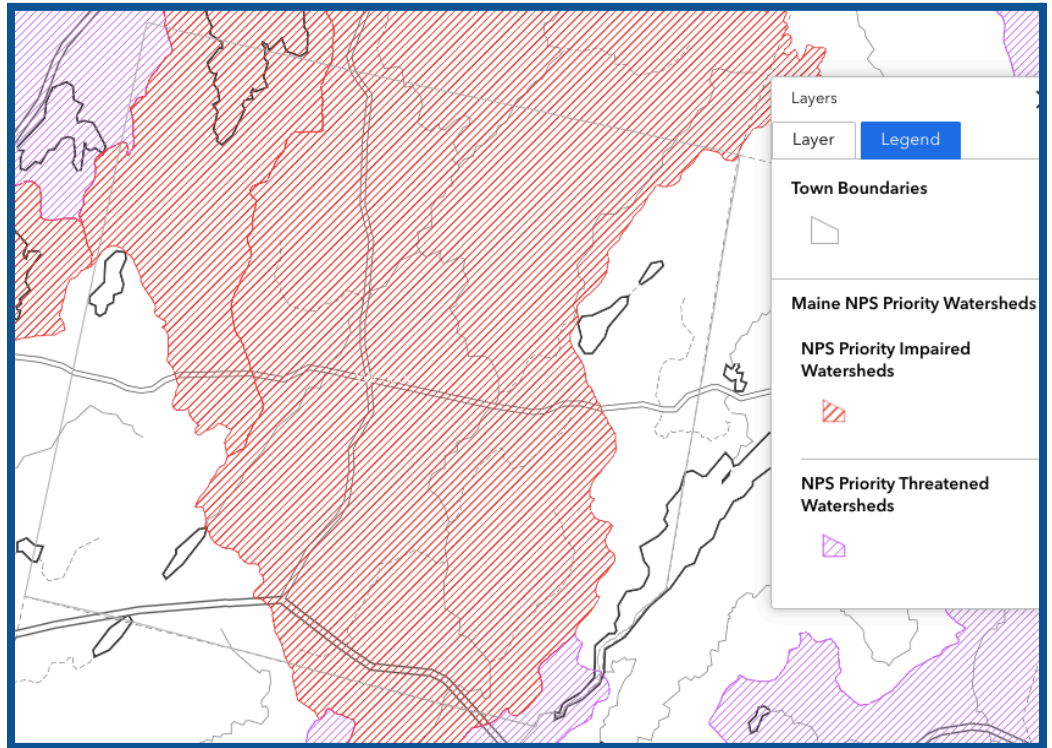 Layers
Layer
Legend
Town Boundaries
Maine NPS Priority Watersheds
NPS Priority Impaired
Watersheds
NPS Priority Threatened
Watersheds